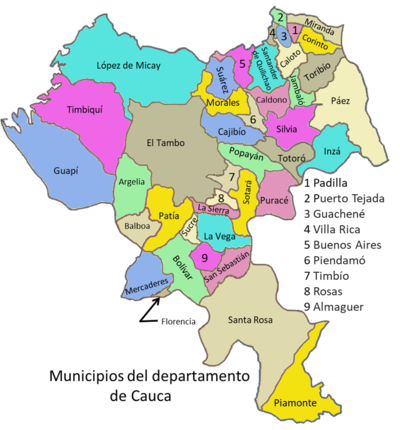 2
Miranda
4
3
1
Corinto
López de Micay
5
Santander
de Quilichao
Caloto
Toribío
Suárez
Jambaló
Timbiquí
Morales
Caldono
Páez
6
Cajibío
Silvia
El Tambo
Inzá
Popayán
Totoró
Guapí
7
Argelia
Sotará
8
Puracé
Patía
La Sierra
Balboa
Sucre
La Vega
9
Bolívar
San Sebastián
Mercaderes
Florencia
Santa Rosa
Piamonte
1 Padilla
2 Puerto Tejada
3 Guachené
4 Villa Rica
5 Buenos Aires
6 Piendamó
7 Timbío
8 Rosas
9 Almaguer
Municipios del departamento
de Cauca